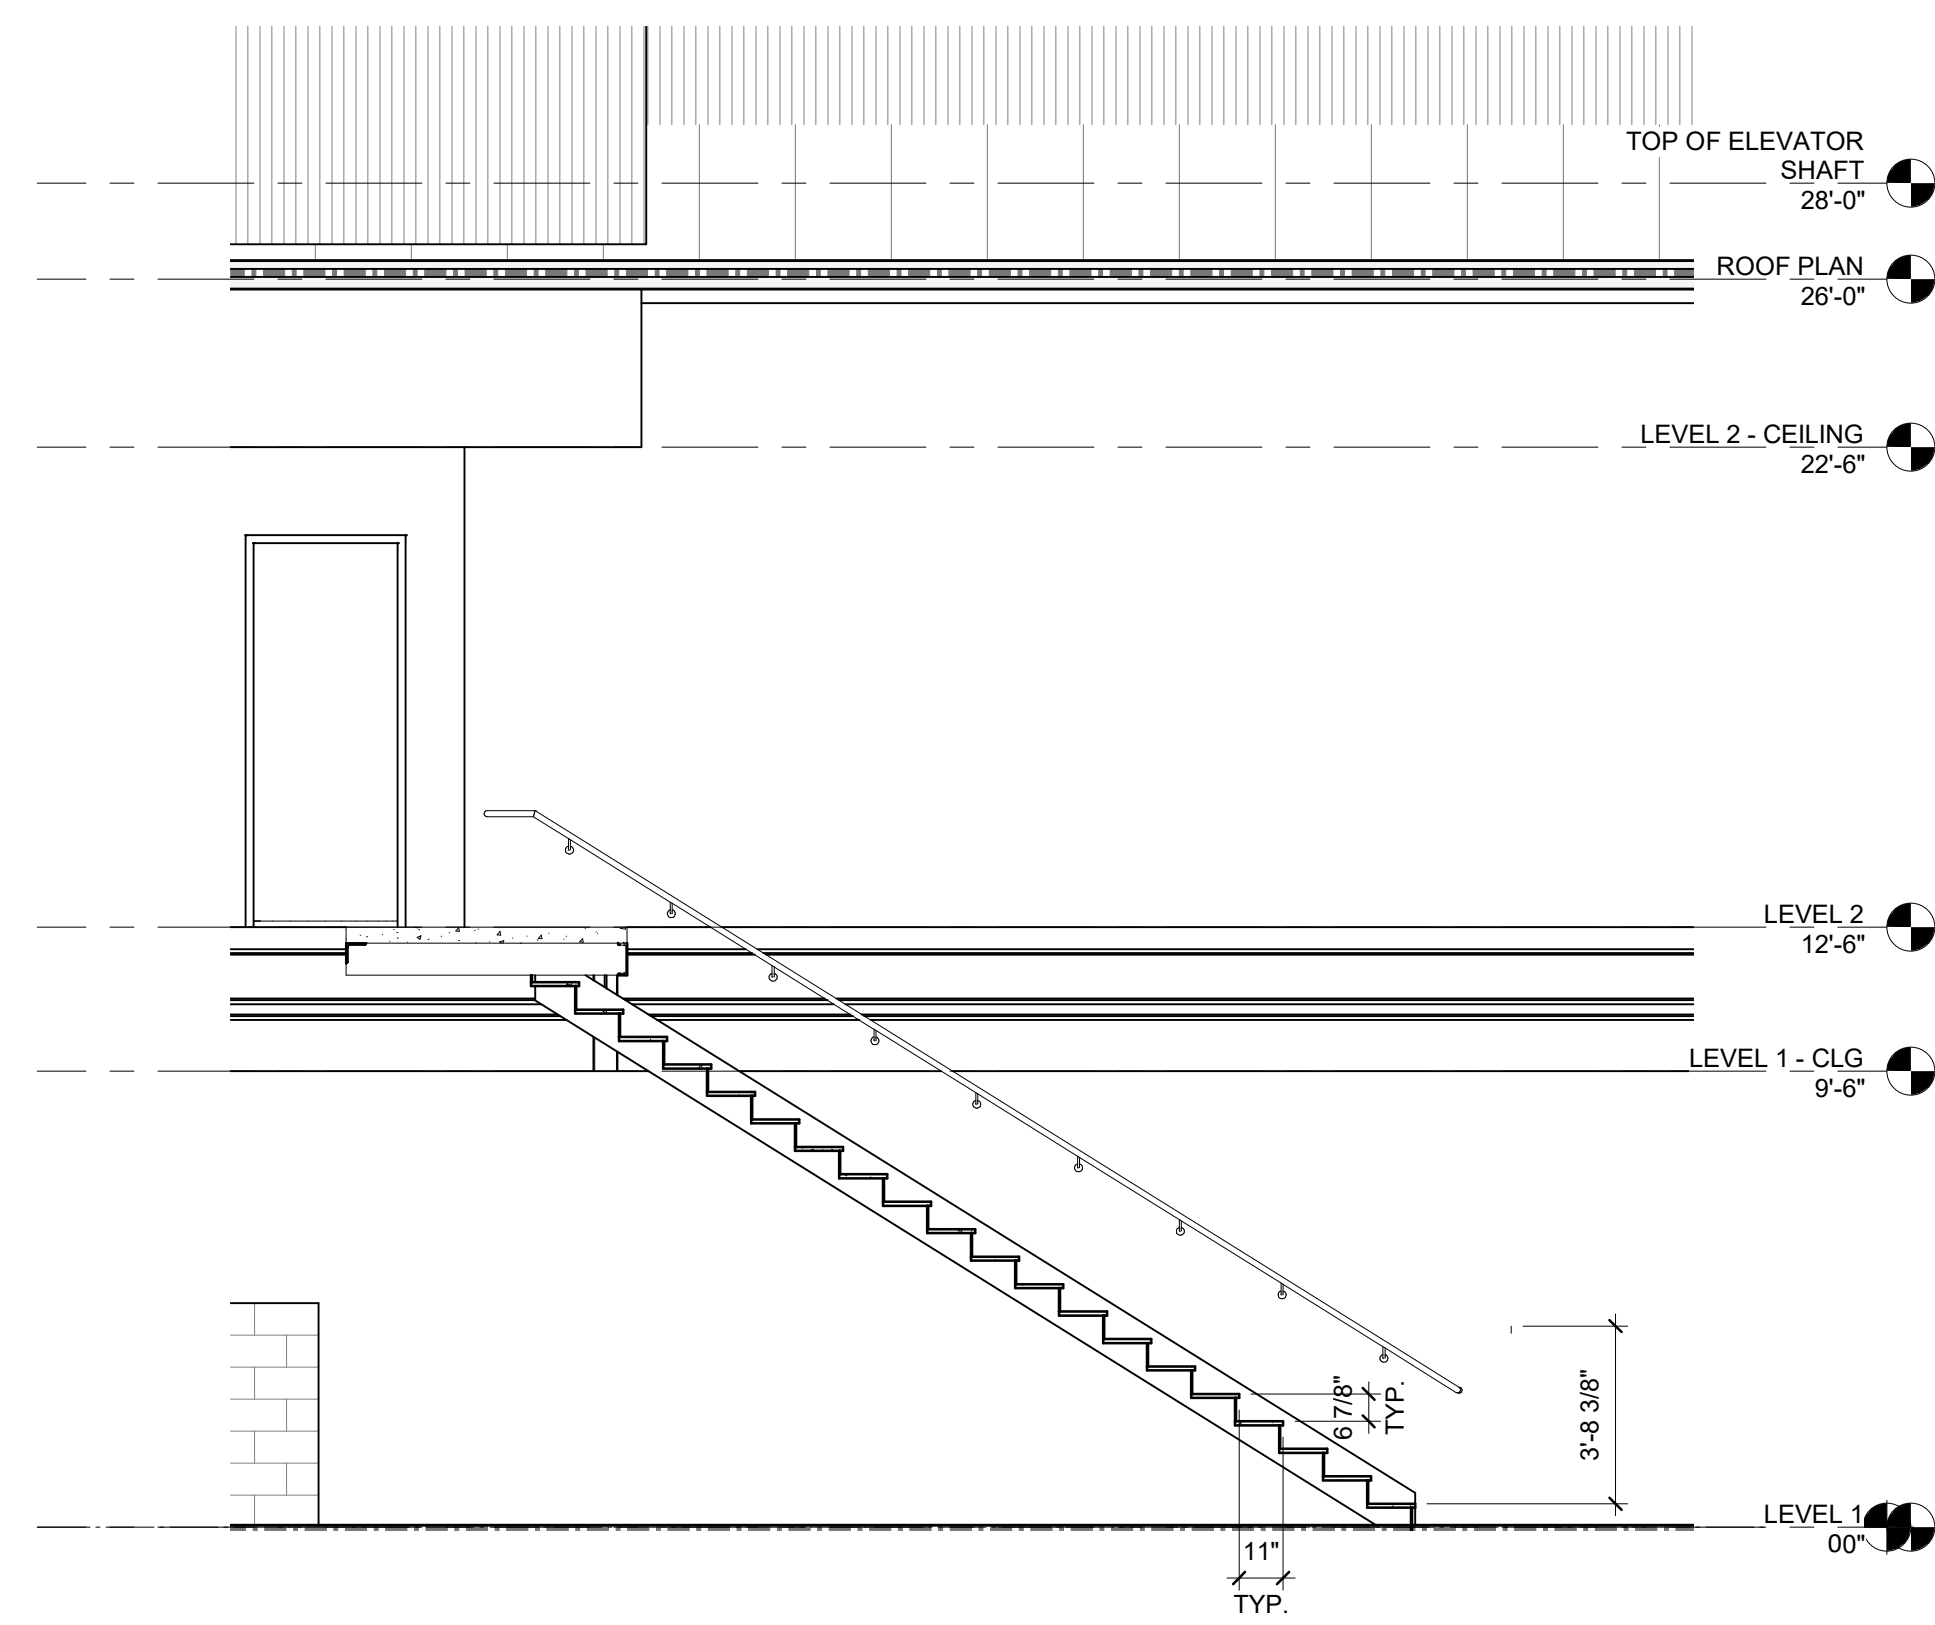 TOP OF ELEVATOR
SHAFT
28'-0"
ROOF PLAN
26'-0"
LEVEL 2 - CEILING
22'-6"
LEVEL 2
12'-6"
LEVEL 1 - CLG
9'-6"
6 7/8"
TYP.
3'-8 3/8"
LEVEL 1
00"
11"
TYP.